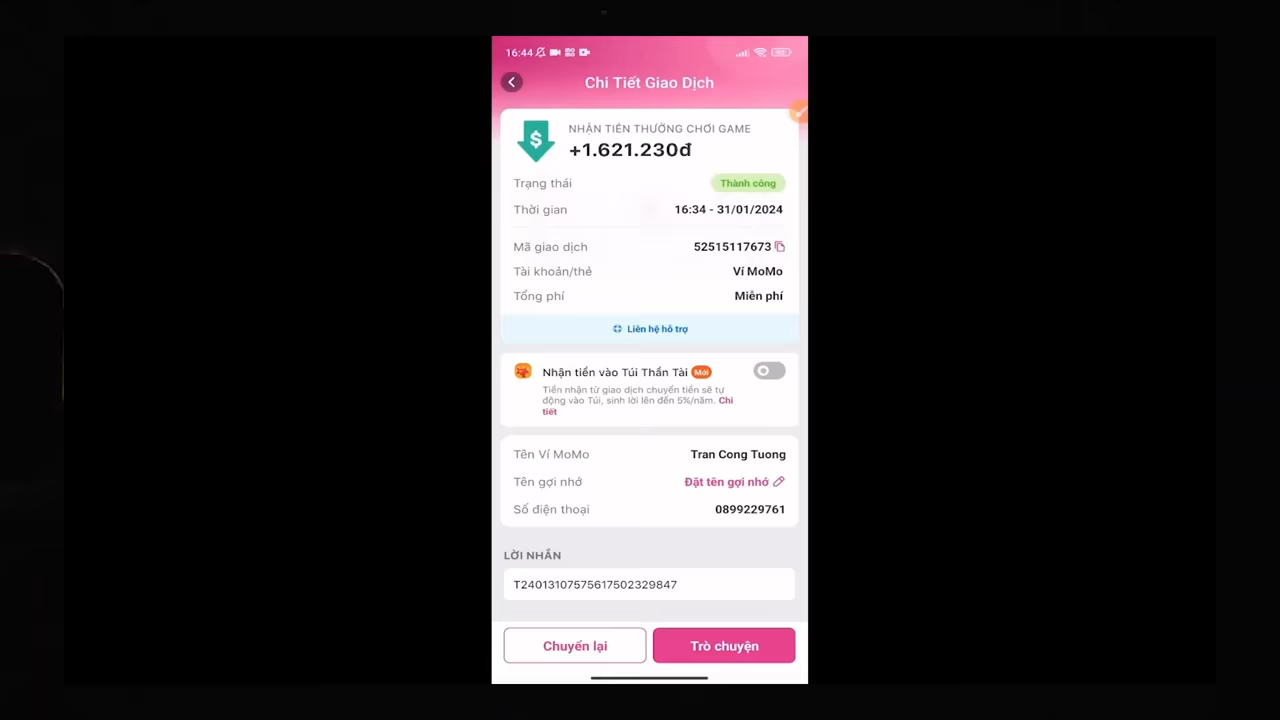 16:44
Chi Tiết Giao Dịch
NHẬN TIỀN THƯỞNG CHƠI GAME
+1.621.230đ
Trạng thái Thành công
Thời gian 16:34 - 31/01/2024
Mã giao dịch 52515117673
Tài khoản/thẻ Ví MoMo
Tổng phí Miễn phí
Liên hệ hỗ trợ
Nhận tiền vào Túi Thần Tài Mới
Tiền nhận từ giao dịch chuyển tiền sẽ tự
động vào Túi, sinh lời lên đến 5%/năm. Chi
tiết
Tên Ví MoMo Tran Cong Tuong
Tên gợi nhớ Đặt tên gợi nhớ
Số điện thoại 0899229761
LỜI NHẮN
T24013107575617502329847
Chuyển lại Trò chuyện